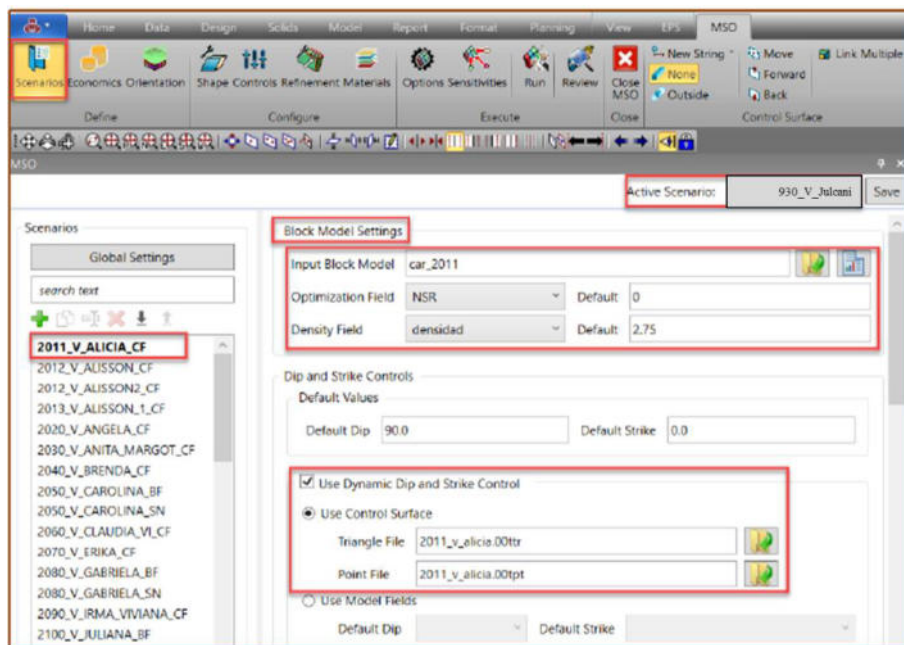 Home Data Design Solids Model Report Format Planning View EPS MSO
Scenarios Economics Orientation Shape Controls Refinement Materials Options Sensitivities Run Review Close MSO New String None Outside Move Forward Back Link Multiple
Define Configure Execute Close Control Surface
MSO
Active Scenario: 930_V_Julcani Save
Scenarios
Global Settings
search text
2011_V_ALICIA_CF
2012_V_ALISSON_CF
2012_V_ALISSON2_CF
2013_V_ALISSON_1_CF
2020_V_ANGELA_CF
2030_V_ANITA_MARGOT_CF
2040_V_BRENDA_CF
2050_V_CAROLINA_BF
2050_V_CAROLINA_SN
2060_V_CLAUDIA_VI_CF
2070_V_ERIKA_CF
2080_V_GABRIELA_BF
2080_V_GABRIELA_SN
2090_V_IRMA_VIVIANA_CF
2100_V_JULIANA_BF
Block Model Settings
Input Block Model car_2011
Optimization Field NSR Default 0
Density Field densidad Default 2.75
Dip and Strike Controls
Default Values
Default Dip 90.0 Default Strike 0.0
Use Dynamic Dip and Strike Control
Use Control Surface
Triangle File 2011_v_alicia.00ttr
Point File 2011_v_alicia.00tpt
Use Model Fields
Default Dip Default Strike